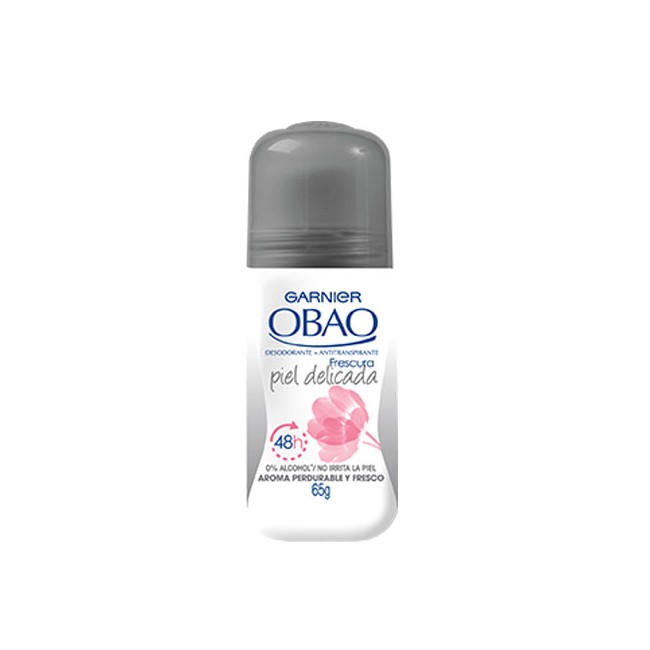 GARNIER
OBAO
DESODORANTE + ANTITRANSPIRANTE
Frescura
piel delicada
48h
0% ALCOHOL*/ NO IRRITA LA PIEL
AROMA PERDURABLE Y FRESCO
65g